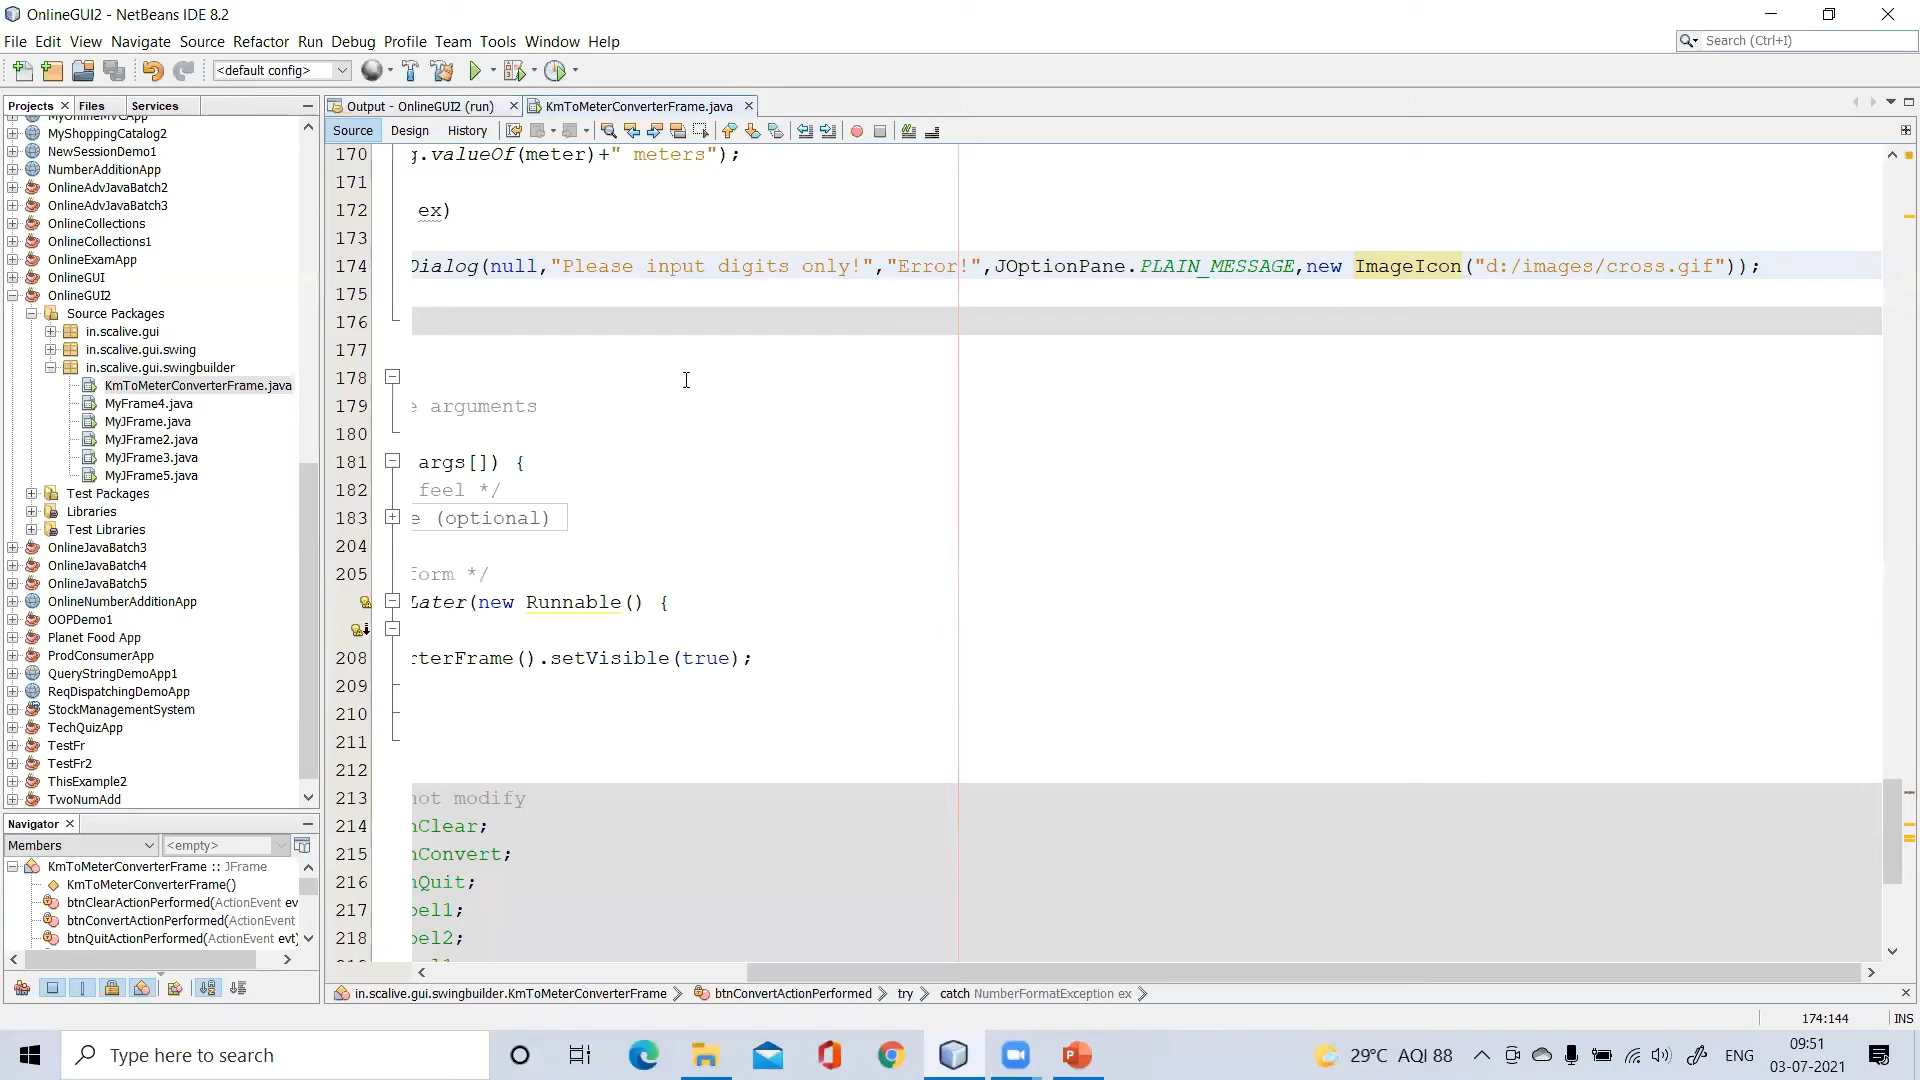 OnlineGUI2 - NetBeans IDE 8.2
File Edit View Navigate Source Refactor Run Debug Profile Team Tools Window Help
Search (Ctrl+I)
<default config>
Projects Files Services
Output - OnlineGUI2 (run) KmToMeterConverterFrame.java
Source Design History
MyOnlineMVCApp
MyShoppingCatalog2
NewSessionDemo1
NumberAdditionApp
OnlineAdvJavaBatch2
OnlineAdvJavaBatch3
OnlineCollections
OnlineCollections1
OnlineExamApp
OnlineGUI
OnlineGUI2
Source Packages
in.scalive.gui
in.scalive.gui.swing
in.scalive.gui.swingbuilder
KmToMeterConverterFrame.java
MyFrame4.java
MyJFrame.java
MyJFrame2.java
MyJFrame3.java
MyJFrame5.java
Test Packages
Libraries
Test Libraries
OnlineJavaBatch3
OnlineJavaBatch4
OnlineJavaBatch5
OnlineNumberAdditionApp
OOPDemo1
Planet Food App
ProdConsumerApp
QueryStringDemoApp1
ReqDispatchingDemoApp
StockManagementSystem
TechQuizApp
TestFr
TestFr2
ThisExample2
TwoNumAdd
Navigator
Members <empty>
KmToMeterConverterFrame :: JFrame
KmToMeterConverterFrame()
btnClearActionPerformed(ActionEvent ev
btnConvertActionPerformed(ActionEvent
btnQuitActionPerformed(ActionEvent evt)
170 g.valueOf(meter)+" meters");
171
172 ex)
173
174 Dialog(null,"Please input digits only!","Error!",JOptionPane.PLAIN_MESSAGE,new ImageIcon("d:/images/cross.gif"));
175
176
177
178
179 e arguments
180
181 args[]) {
182 feel */
183 e (optional)
204
205 form */
Later(new Runnable() {
208 rterFrame().setVisible(true);
209
210
211
212
213 not modify
214 nClear;
215 nConvert;
216 nQuit;
217 bel1;
218 bel2;
in.scalive.gui.swingbuilder.KmToMeterConverterFrame btnConvertActionPerformed try catch NumberFormatException ex
174:144 INS
Type here to search
29°C AQI 88 ENG
09:51
03-07-2021